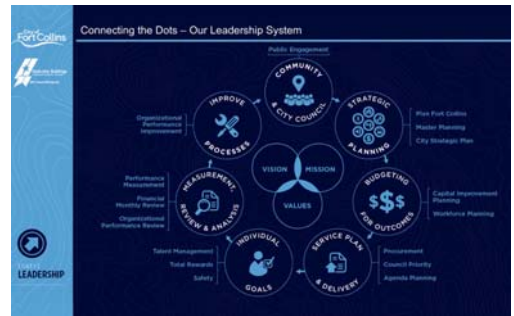 City of
Fort Collins
Connecting the Dots – Our Leadership System
Public Engagement
COMMUNITY
& CITY COUNCIL
STRATEGIC
PLANNING
Plan Fort Collins
Master Planning
City Strategic Plan
BUDGETING
FOR OUTCOMES
Capital Improvement
Planning
Workforce Planning
SERVICE PLAN
& DELIVERY
Procurement
Council Priority
Agenda Planning
INDIVIDUAL
GOALS
Talent Management
Total Rewards
Safety
MEASUREMENT,
REVIEW & ANALYSIS
Performance
Measurement
Financial
Monthly Review
Organizational
Performance Review
IMPROVE
PROCESSES
Organizational
Performance
Improvement
VISION
MISSION
VALUES
LEADERSHIP